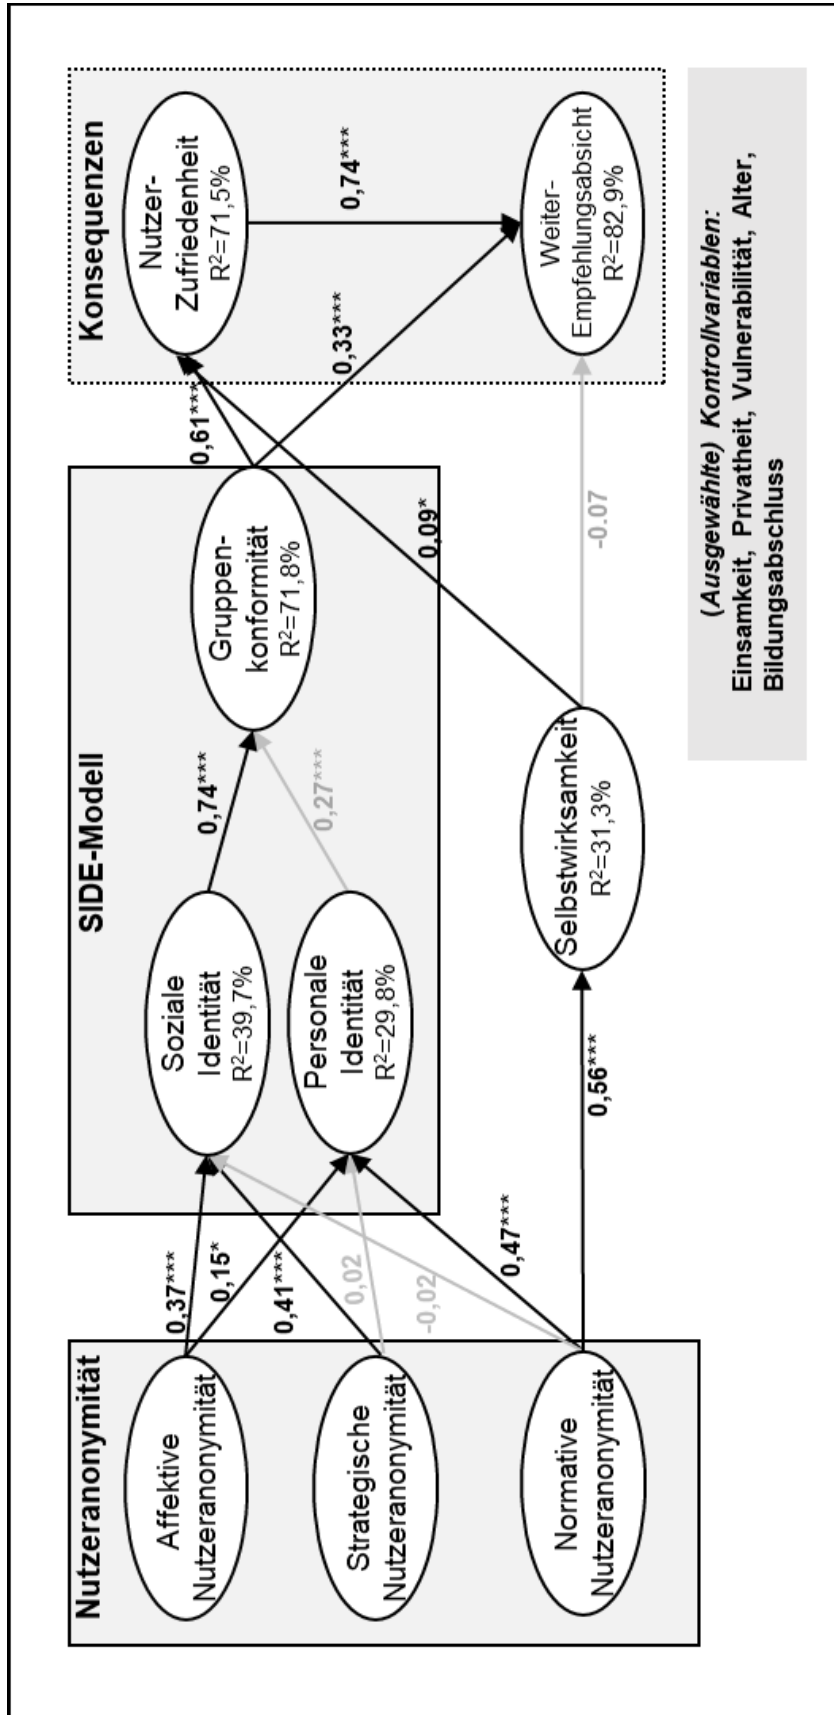 Nutzeranonymität
Affektive
Nutzeranonymität
Strategische
Nutzeranonymität
Normative
Nutzeranonymität
0,37***
0,15*
0,41***
0,02
-0,02
0,47***
0,56***
SIDE-Modell
Soziale
Identität
R²=39,7%
Personale
Identität
R²=29,8%
0,74***
0,27***
Gruppen-
konformität
R²=71,8%
Selbstwirksamkeit
R²=31,3%
0,61***
0,33***
0,09*
-0.07
Konsequenzen
Nutzer-
Zufriedenheit
R²=71,5%
0,74***
Weiter-
Empfehlungsabsicht
R²=82,9%
(Ausgewählte) Kontrollvariablen:
Einsamkeit, Privatheit, Vulnerabilität, Alter,
Bildungsabschluss